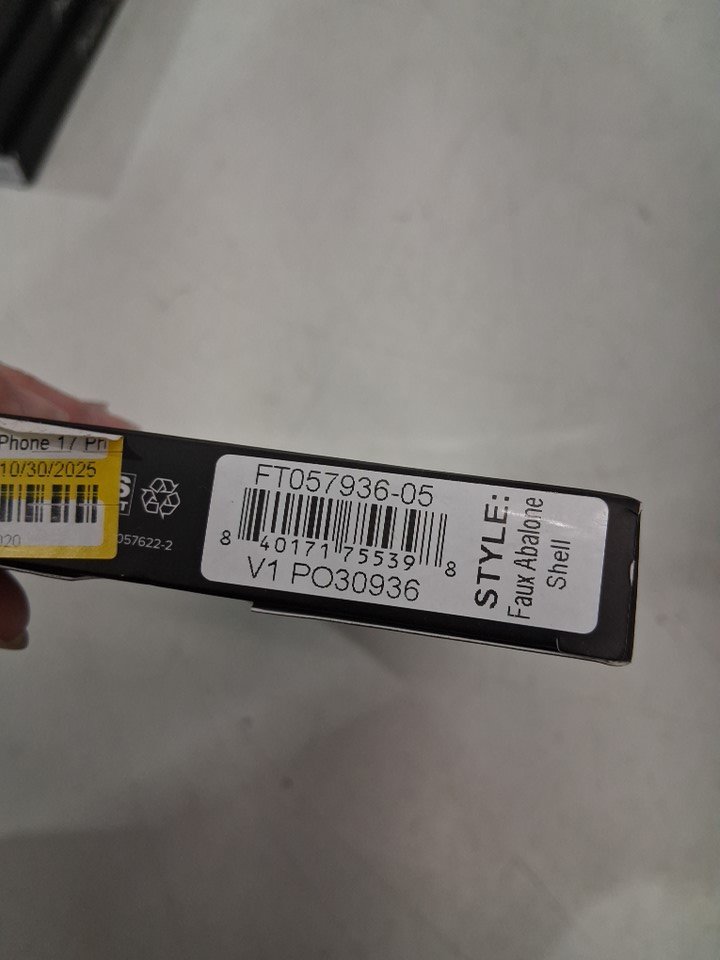 Phone 17 Pr
10/30/2025
057622-2
FT057936-05
8 40171 75539 8
V1 PO30936
STYLE:
Faux Abalone
Shell